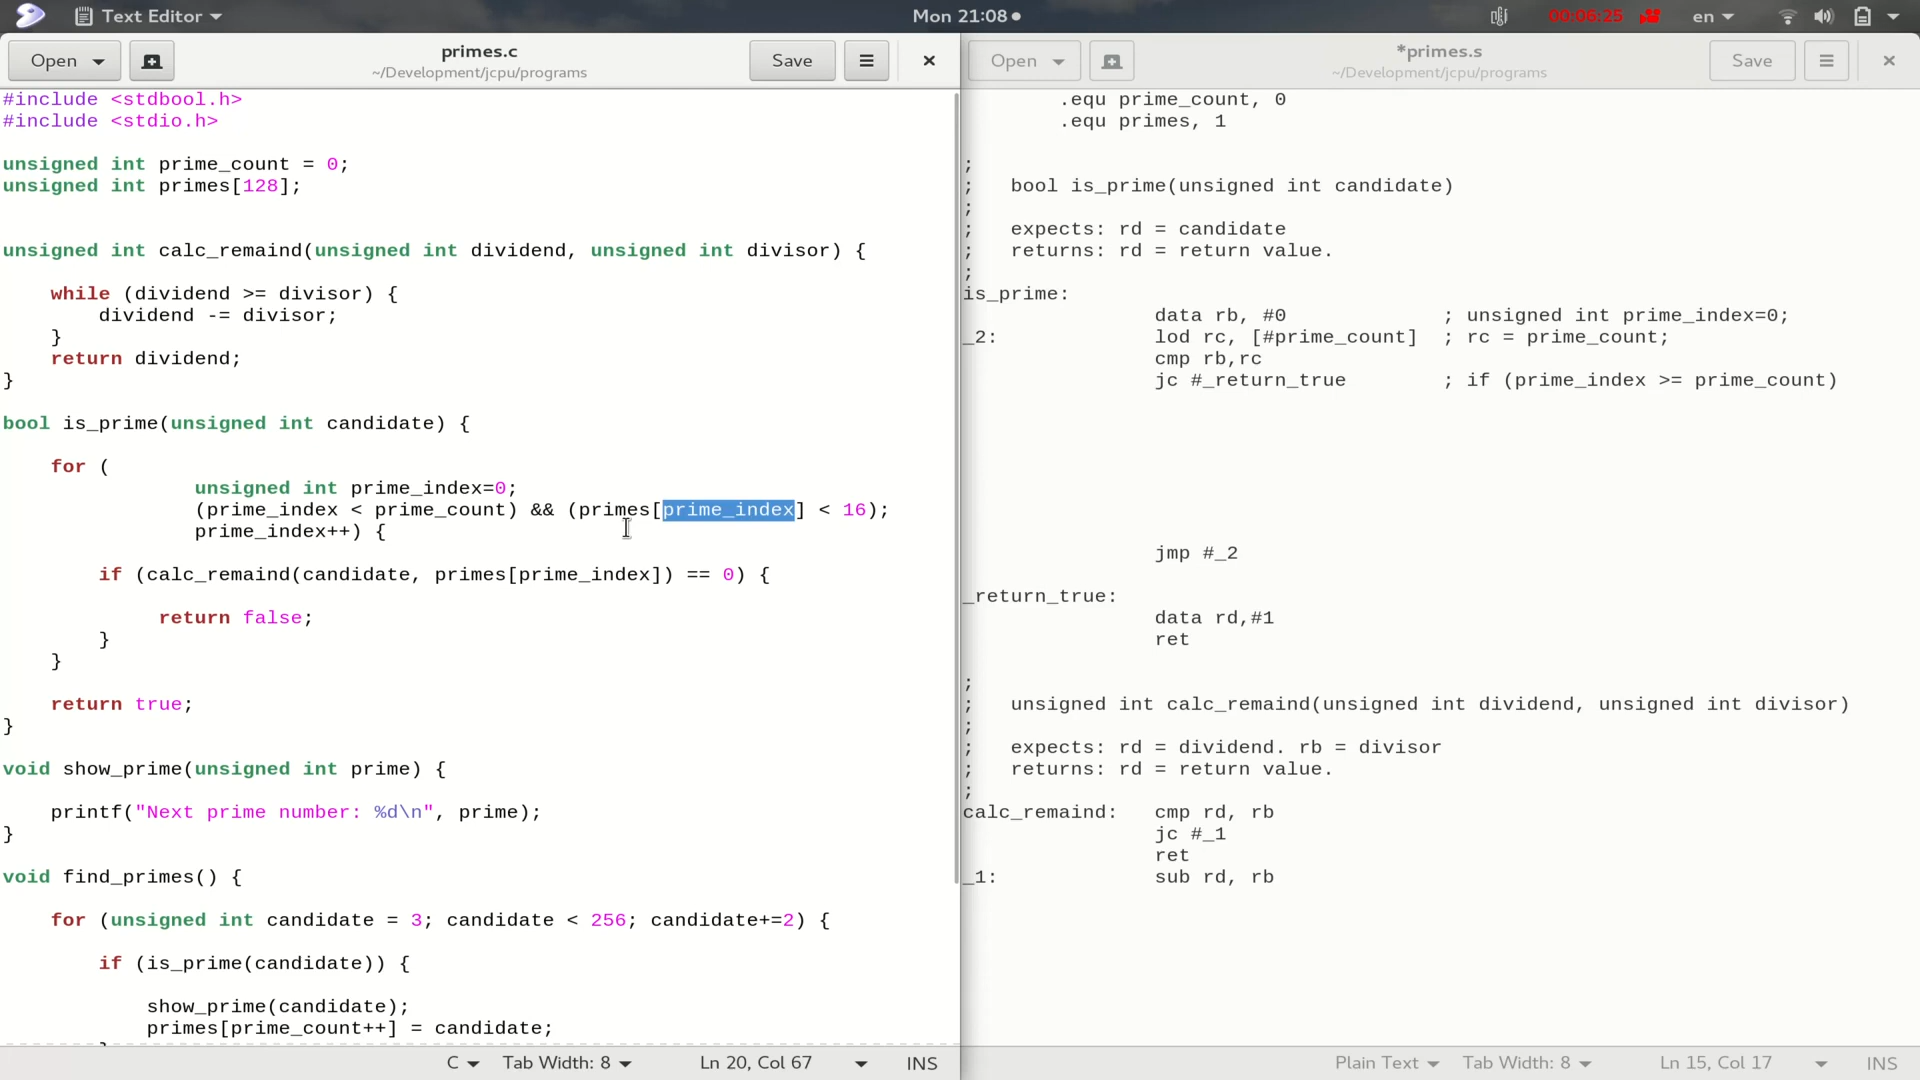 Text Editor
Mon 21:08
00:06:25
en
Open
primes.c
~/Development/jcpu/programs
Save
#include <stdbool.h>
#include <stdio.h>
unsigned int prime_count = 0;
unsigned int primes[128];
unsigned int calc_remaind(unsigned int dividend, unsigned int divisor) {
while (dividend >= divisor) {
dividend -= divisor;
}
return dividend;
}
bool is_prime(unsigned int candidate) {
for (
unsigned int prime_index=0;
(prime_index < prime_count) && (primes[prime_index] < 16);
prime_index++) {
if (calc_remaind(candidate, primes[prime_index]) == 0) {
return false;
}
}
return true;
}
void show_prime(unsigned int prime) {
printf("Next prime number: %d\n", prime);
}
void find_primes() {
for (unsigned int candidate = 3; candidate < 256; candidate+=2) {
if (is_prime(candidate)) {
show_prime(candidate);
primes[prime_count++] = candidate;
C
Tab Width: 8
Ln 20, Col 67
INS
Open
*primes.s
~/Development/jcpu/programs
Save
.equ prime_count, 0
.equ primes, 1
;
; bool is_prime(unsigned int candidate)
;
; expects: rd = candidate
; returns: rd = return value.
;
is_prime:
data rb, #0 ; unsigned int prime_index=0;
_2: lod rc, [#prime_count] ; rc = prime_count;
cmp rb,rc
jc #_return_true ; if (prime_index >= prime_count)
jmp #_2
_return_true:
data rd,#1
ret
;
; unsigned int calc_remaind(unsigned int dividend, unsigned int divisor)
;
; expects: rd = dividend. rb = divisor
; returns: rd = return value.
;
calc_remaind: cmp rd, rb
jc #_1
ret
_1: sub rd, rb
Plain Text
Tab Width: 8
Ln 15, Col 17
INS